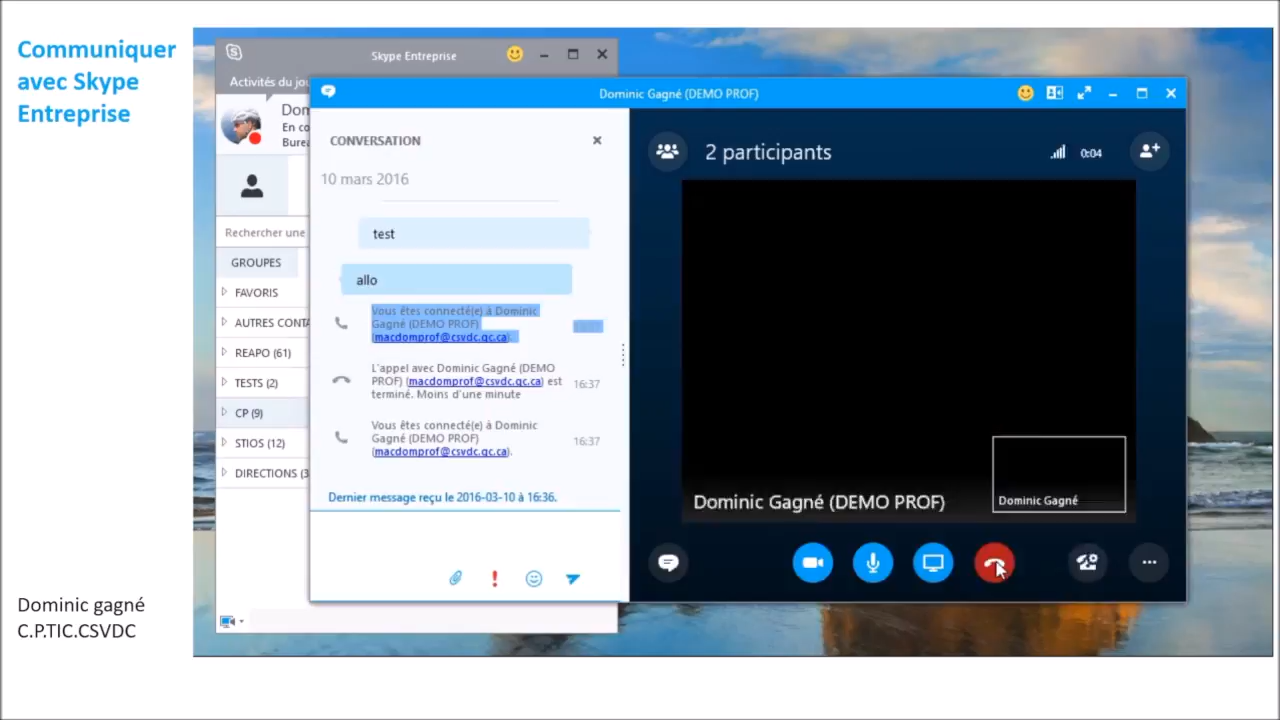 Communiquer
avec Skype
Entreprise
Skype Entreprise
Activités du jou
Dom
En co
Burea
Rechercher une
GROUPES
FAVORIS
AUTRES CONTA
REAPO (61)
TESTS (2)
CP (9)
STIOS (12)
DIRECTIONS (3
Dominic Gagné (DEMO PROF)
CONVERSATION
10 mars 2016
test
allo
Vous êtes connecté(e) à Dominic
Gagné (DEMO PROF)
(macdomprof@csvdc.qc.ca).
L'appel avec Dominic Gagné (DEMO
PROF) (macdomprof@csvdc.qc.ca) est
terminé. Moins d'une minute
16:37
Vous êtes connecté(e) à Dominic
Gagné (DEMO PROF)
(macdomprof@csvdc.qc.ca).
16:37
Dernier message reçu le 2016-03-10 à 16:36.
2 participants
0:04
Dominic Gagné (DEMO PROF)
Dominic Gagné
Dominic gagné
C.P.TIC.CSVDC